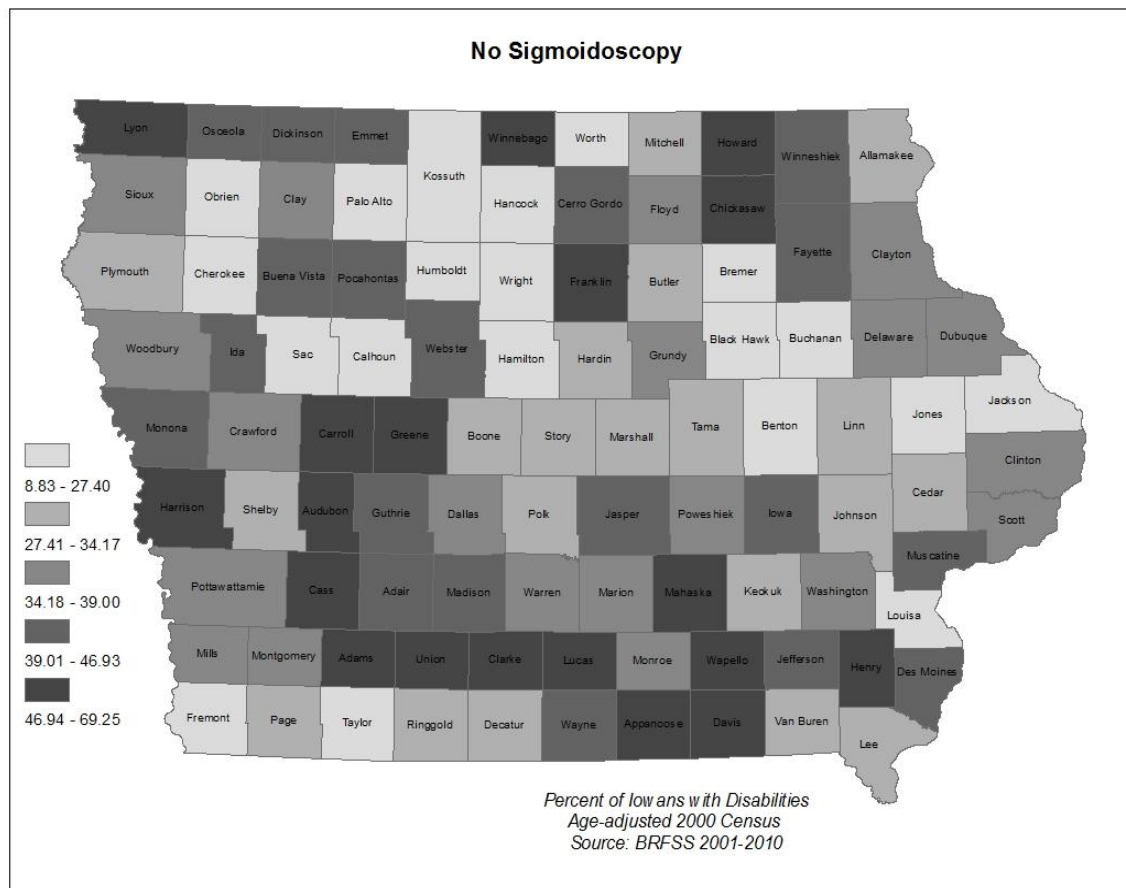 No Sigmoidoscopy
Lyon Osceola Dickinson Emmet Winnebago Worth Mitchell Howard Winneshiek Allamakee
Kossuth
Sioux Obrien Clay Palo Alto Hancock Cerro Gordo Floyd Chickasaw
Plymouth Cherokee Buena Vista Pocahontas Humboldt Wright Franklin Butler Bremer Fayette Clayton
Woodbury Ida Sac Calhoun Webster Hamilton Hardin Grundy Black Hawk Buchanan Delaware Dubuque
Monona Crawford Carroll Greene Boone Story Marshall Tama Benton Linn Jones Jackson
Clinton
Harrison Shelby Audubon Guthrie Dallas Polk Jasper Poweshiek Iowa Johnson Cedar Scott
Muscatine
Pottawattamie Cass Adair Madison Warren Marion Mahaska Keokuk Washington Louisa
Mills Montgomery Adams Union Clarke Lucas Monroe Wapello Jefferson Henry Des Moines
Fremont Page Taylor Ringgold Decatur Wayne Appanoose Davis Van Buren Lee
8.83 - 27.40
27.41 - 34.17
34.18 - 39.00
39.01 - 46.93
46.94 - 69.25
Percent of Iowans with Disabilities
Age-adjusted 2000 Census
Source: BRFSS 2001-2010